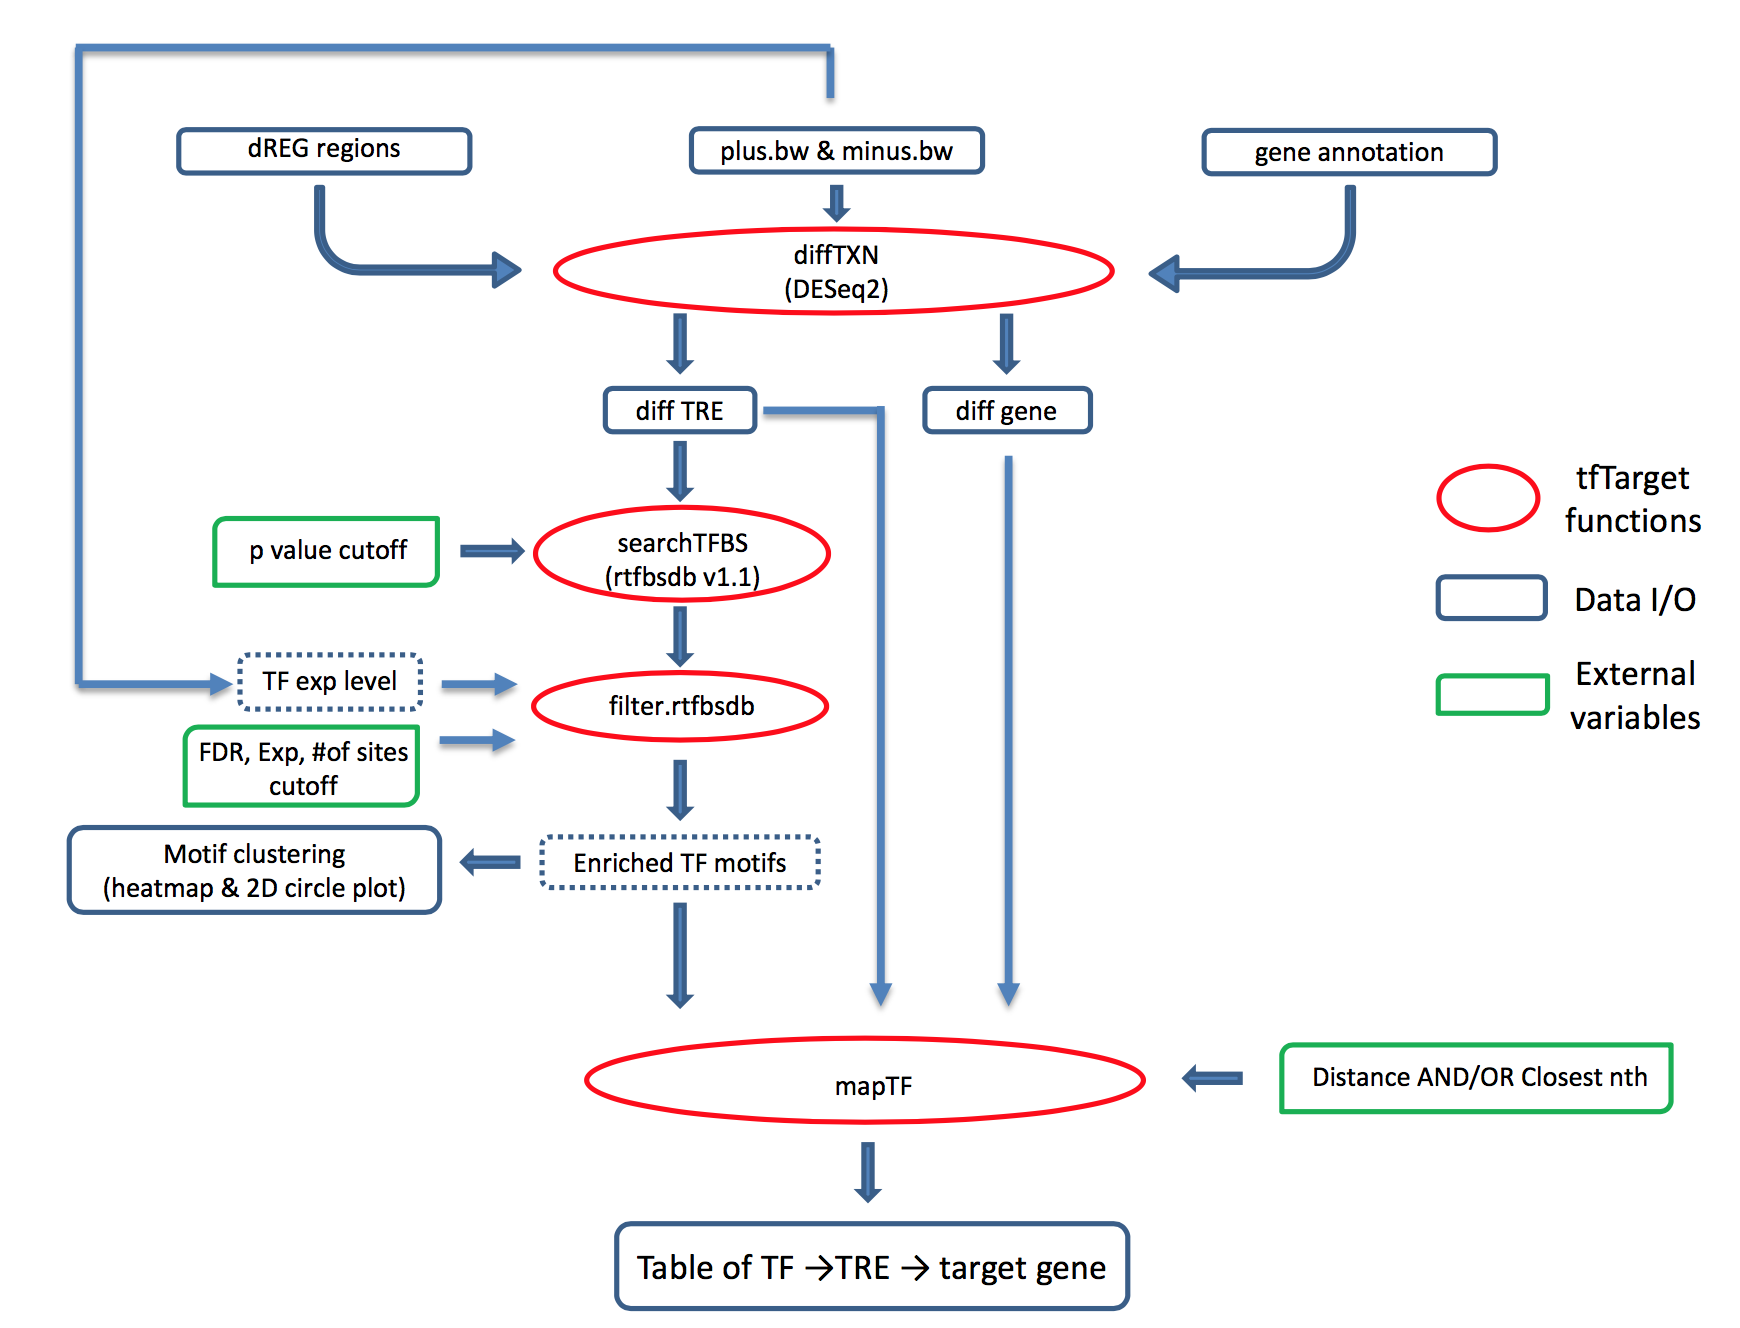 dREG regions
plus.bw & minus.bw
gene annotation
diffTXN
(DESeq2)
diff TRE
diff gene
tfTarget
functions
p value cutoff
searchTFBS
(rtfbsdb v1.1)
Data I/O
TF exp level
filter.rtfbsdb
External
variables
FDR, Exp, #of sites
cutoff
Motif clustering
(heatmap & 2D circle plot)
Enriched TF motifs
mapTF
Distance AND/OR Closest nth
Table of TF →TRE → target gene